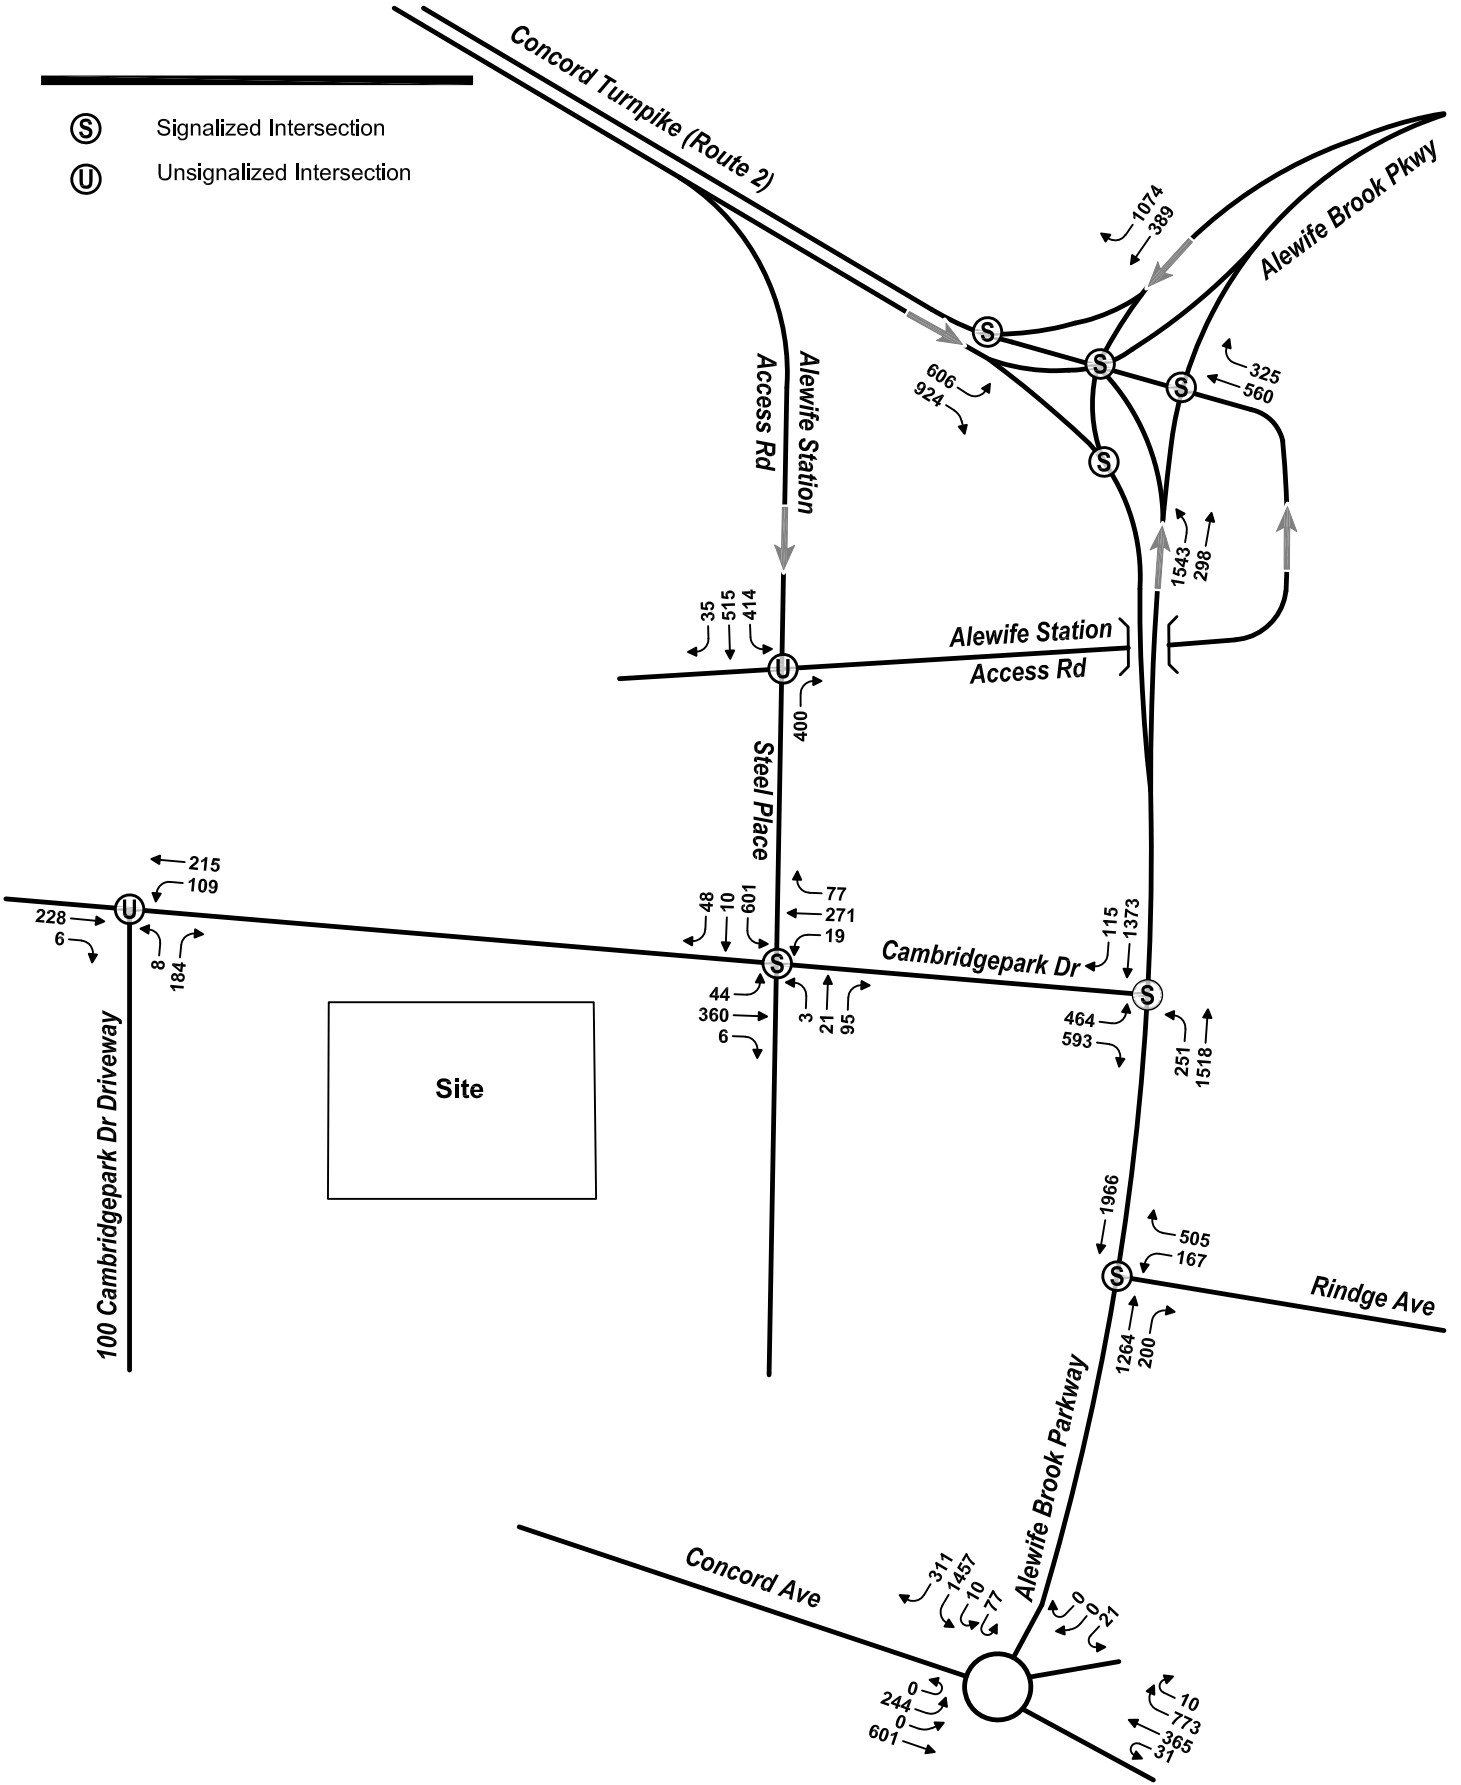 Concord Turnpike (Route 2)
S Signalized Intersection
U Unsignalized Intersection
Alewife Brook Pkwy
1074
389
S
S
S
325
560
606
924
S
Alewife Station
Access Rd
1543
298
35
515
414
U
400
Alewife Station
Access Rd
Steel Place
215
109
228
6
U
8
184
48
10
601
77
271
19
S
44
360
6
3
21
95
Cambridgepark Dr
115
1373
S
464
593
251
1518
Site
100 Cambridgepark Dr Driveway
1966
505
167
S
1264
200
Rindge Ave
Alewife Brook Parkway
Concord Ave
311
1457
10
77
0
0
21
0
244
0
601
10
773
365
31